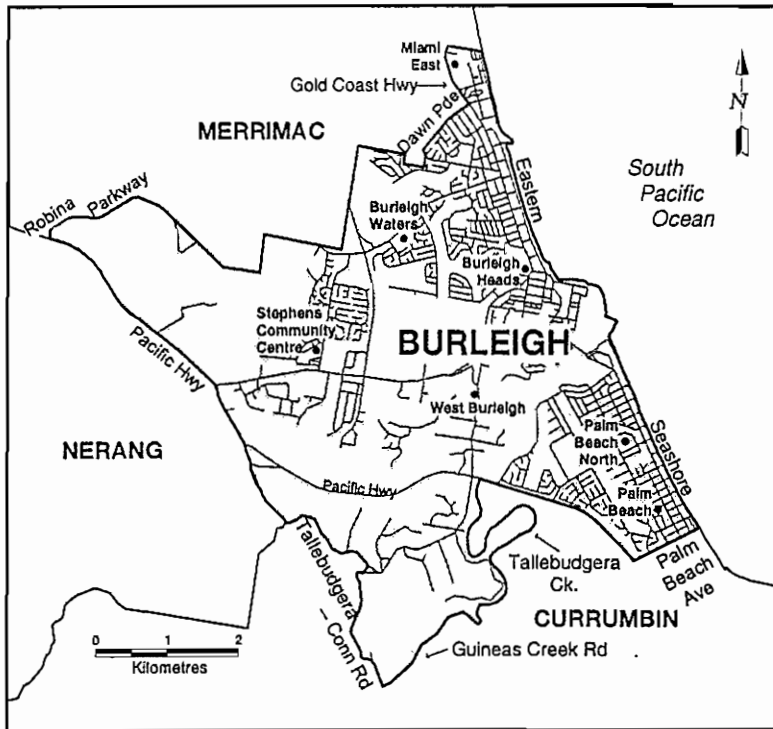 Miami
East
Gold Coast Hwy
MERRIMAC
Dawn Pde
N
South
Pacific
Ocean
Eastern
Robina Parkway
Burleigh
Waters
Burleigh
Heads
Stephens
Community
Centre
BURLEIGH
Pacific Hwy
West Burleigh
NERANG
Palm
Beach
North
Seashore
Pacific Hwy
Palm
Beach
Tallebudgera
Ck.
Palm
Beach
Ave
Tallebudgera
Conn Rd
CURRUMBIN
0 1 2
Kilometres
Guineas Creek Rd